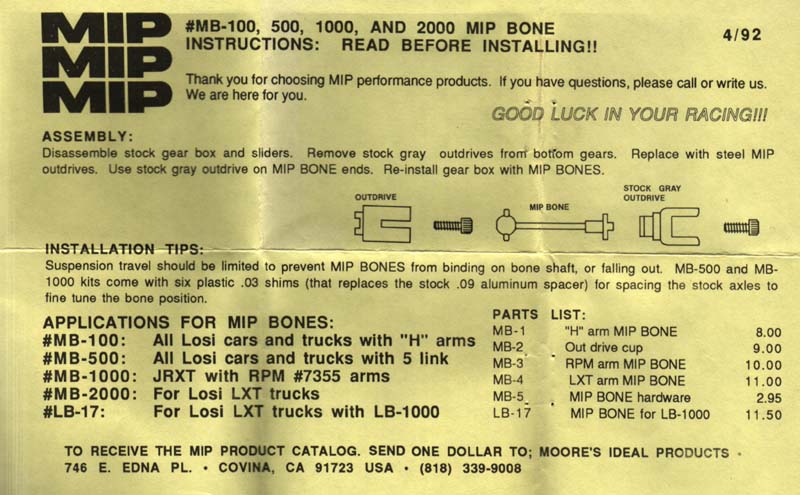 MIP
MIP
MIP
#MB-100, 500, 1000, AND 2000 MIP BONE
INSTRUCTIONS: READ BEFORE INSTALLING!!
4/92
Thank you for choosing MIP performance products. If you have questions, please call or write us.
We are here for you.
GOOD LUCK IN YOUR RACING!!!
ASSEMBLY:
Disassemble stock gear box and sliders. Remove stock gray outdrives from bottom gears. Replace with steel MIP
outdrives. Use stock gray outdrive on MIP BONE ends. Re-install gear box with MIP BONES.
OUTDRIVE
MIP BONE
STOCK GRAY
OUTDRIVE
INSTALLATION TIPS:
Suspension travel should be limited to prevent MIP BONES from binding on bone shaft, or falling out. MB-500 and MB-
1000 kits come with six plastic .03 shims (that replaces the stock .09 aluminum spacer) for spacing the stock axles to
fine tune the bone position.
APPLICATIONS FOR MIP BONES:
#MB-100: All Losi cars and trucks with "H" arms
#MB-500: All Losi cars and trucks with 5 link
#MB-1000: JRXT with RPM #7355 arms
#MB-2000: For Losi LXT trucks
#LB-17: For Losi LXT trucks with LB-1000
PARTS LIST:
MB-1 "H" arm MIP BONE 8.00
MB-2 Out drive cup 9.00
MB-3 RPM arm MIP BONE 10.00
MB-4 LXT arm MIP BONE 11.00
MB-5 MIP BONE hardware 2.95
LB-17 MIP BONE for LB-1000 11.50
TO RECEIVE THE MIP PRODUCT CATALOG. SEND ONE DOLLAR TO; MOORE'S IDEAL PRODUCTS •
746 E. EDNA PL. • COVINA, CA 91723 USA • (818) 339-9008